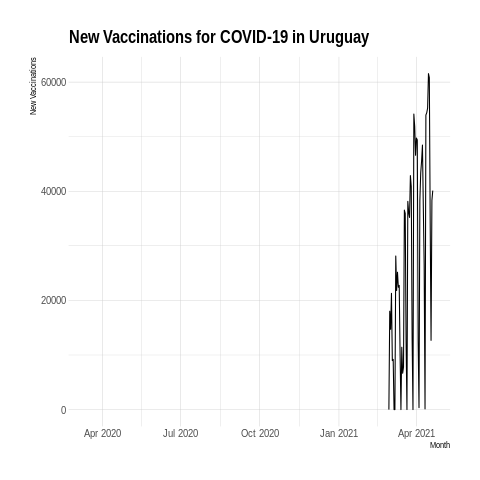 New Vaccinations for COVID-19 in Uruguay
New Vaccinations
60000
40000
20000
0
Apr 2020 Jul 2020 Oct 2020 Jan 2021 Apr 2021
Month